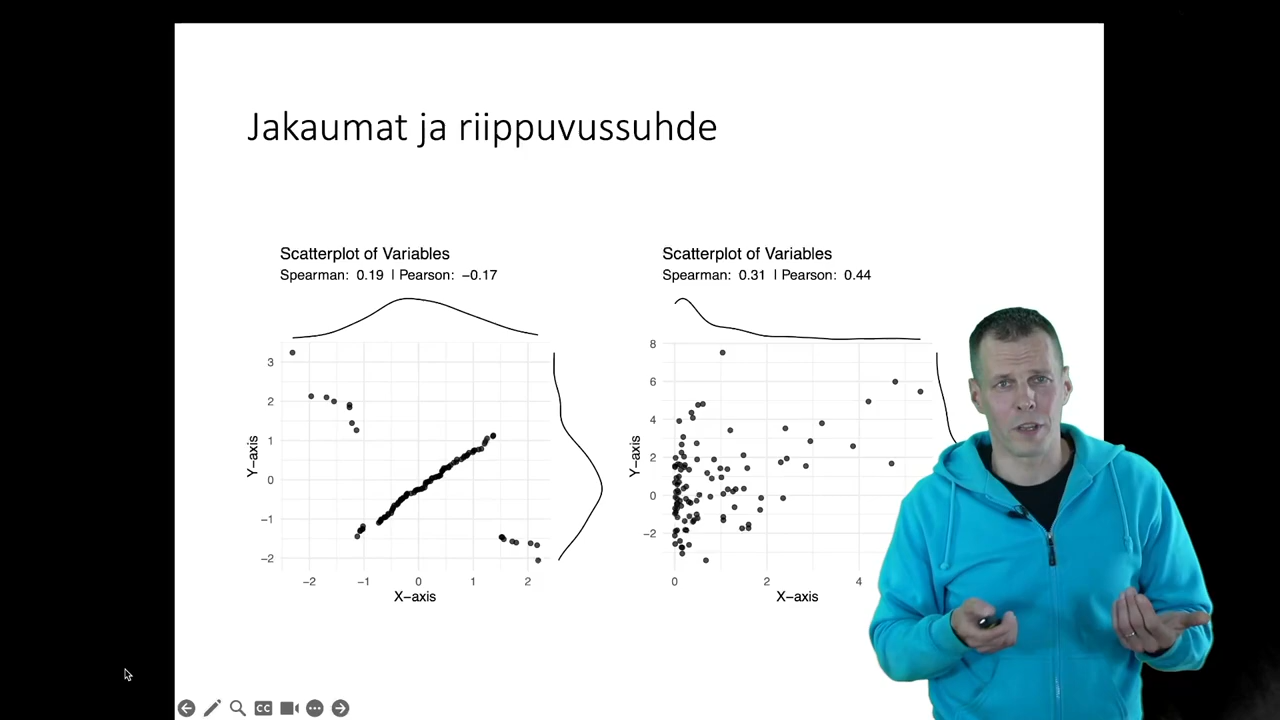 Jakaumat ja riippuvussuhde
Scatterplot of Variables
Spearman: 0.19 | Pearson: −0.17
3
2
1
0
−1
−2
Y−axis
−2 −1 0 1 2
X−axis
Scatterplot of Variables
Spearman: 0.31 | Pearson: 0.44
8
6
4
2
0
−2
Y−axis
0 2 4
X−axis
CC